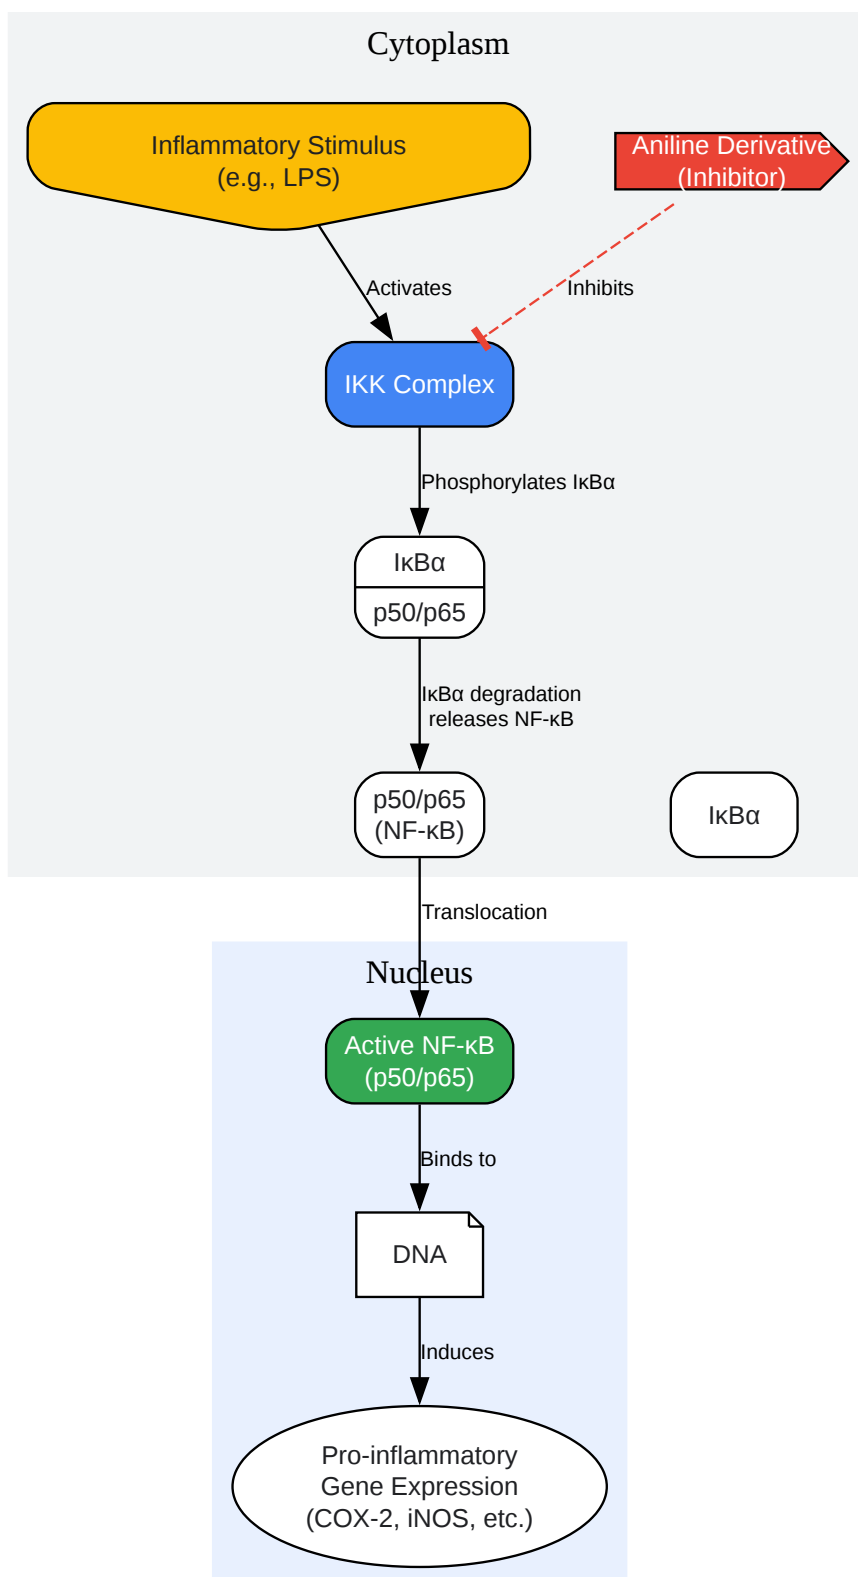 Cytoplasm
Inflammatory Stimulus
(e.g., LPS)
Aniline Derivative
(Inhibitor)
Activates
Inhibits
IKK Complex
Phosphorylates IκBα
IκBα
p50/p65
IκBα degradation
releases NF-κB
p50/p65
(NF-κB)
IκBα
Translocation
Nucleus
Active NF-κB
(p50/p65)
Binds to
DNA
Induces
Pro-inflammatory
Gene Expression
(COX-2, iNOS, etc.)